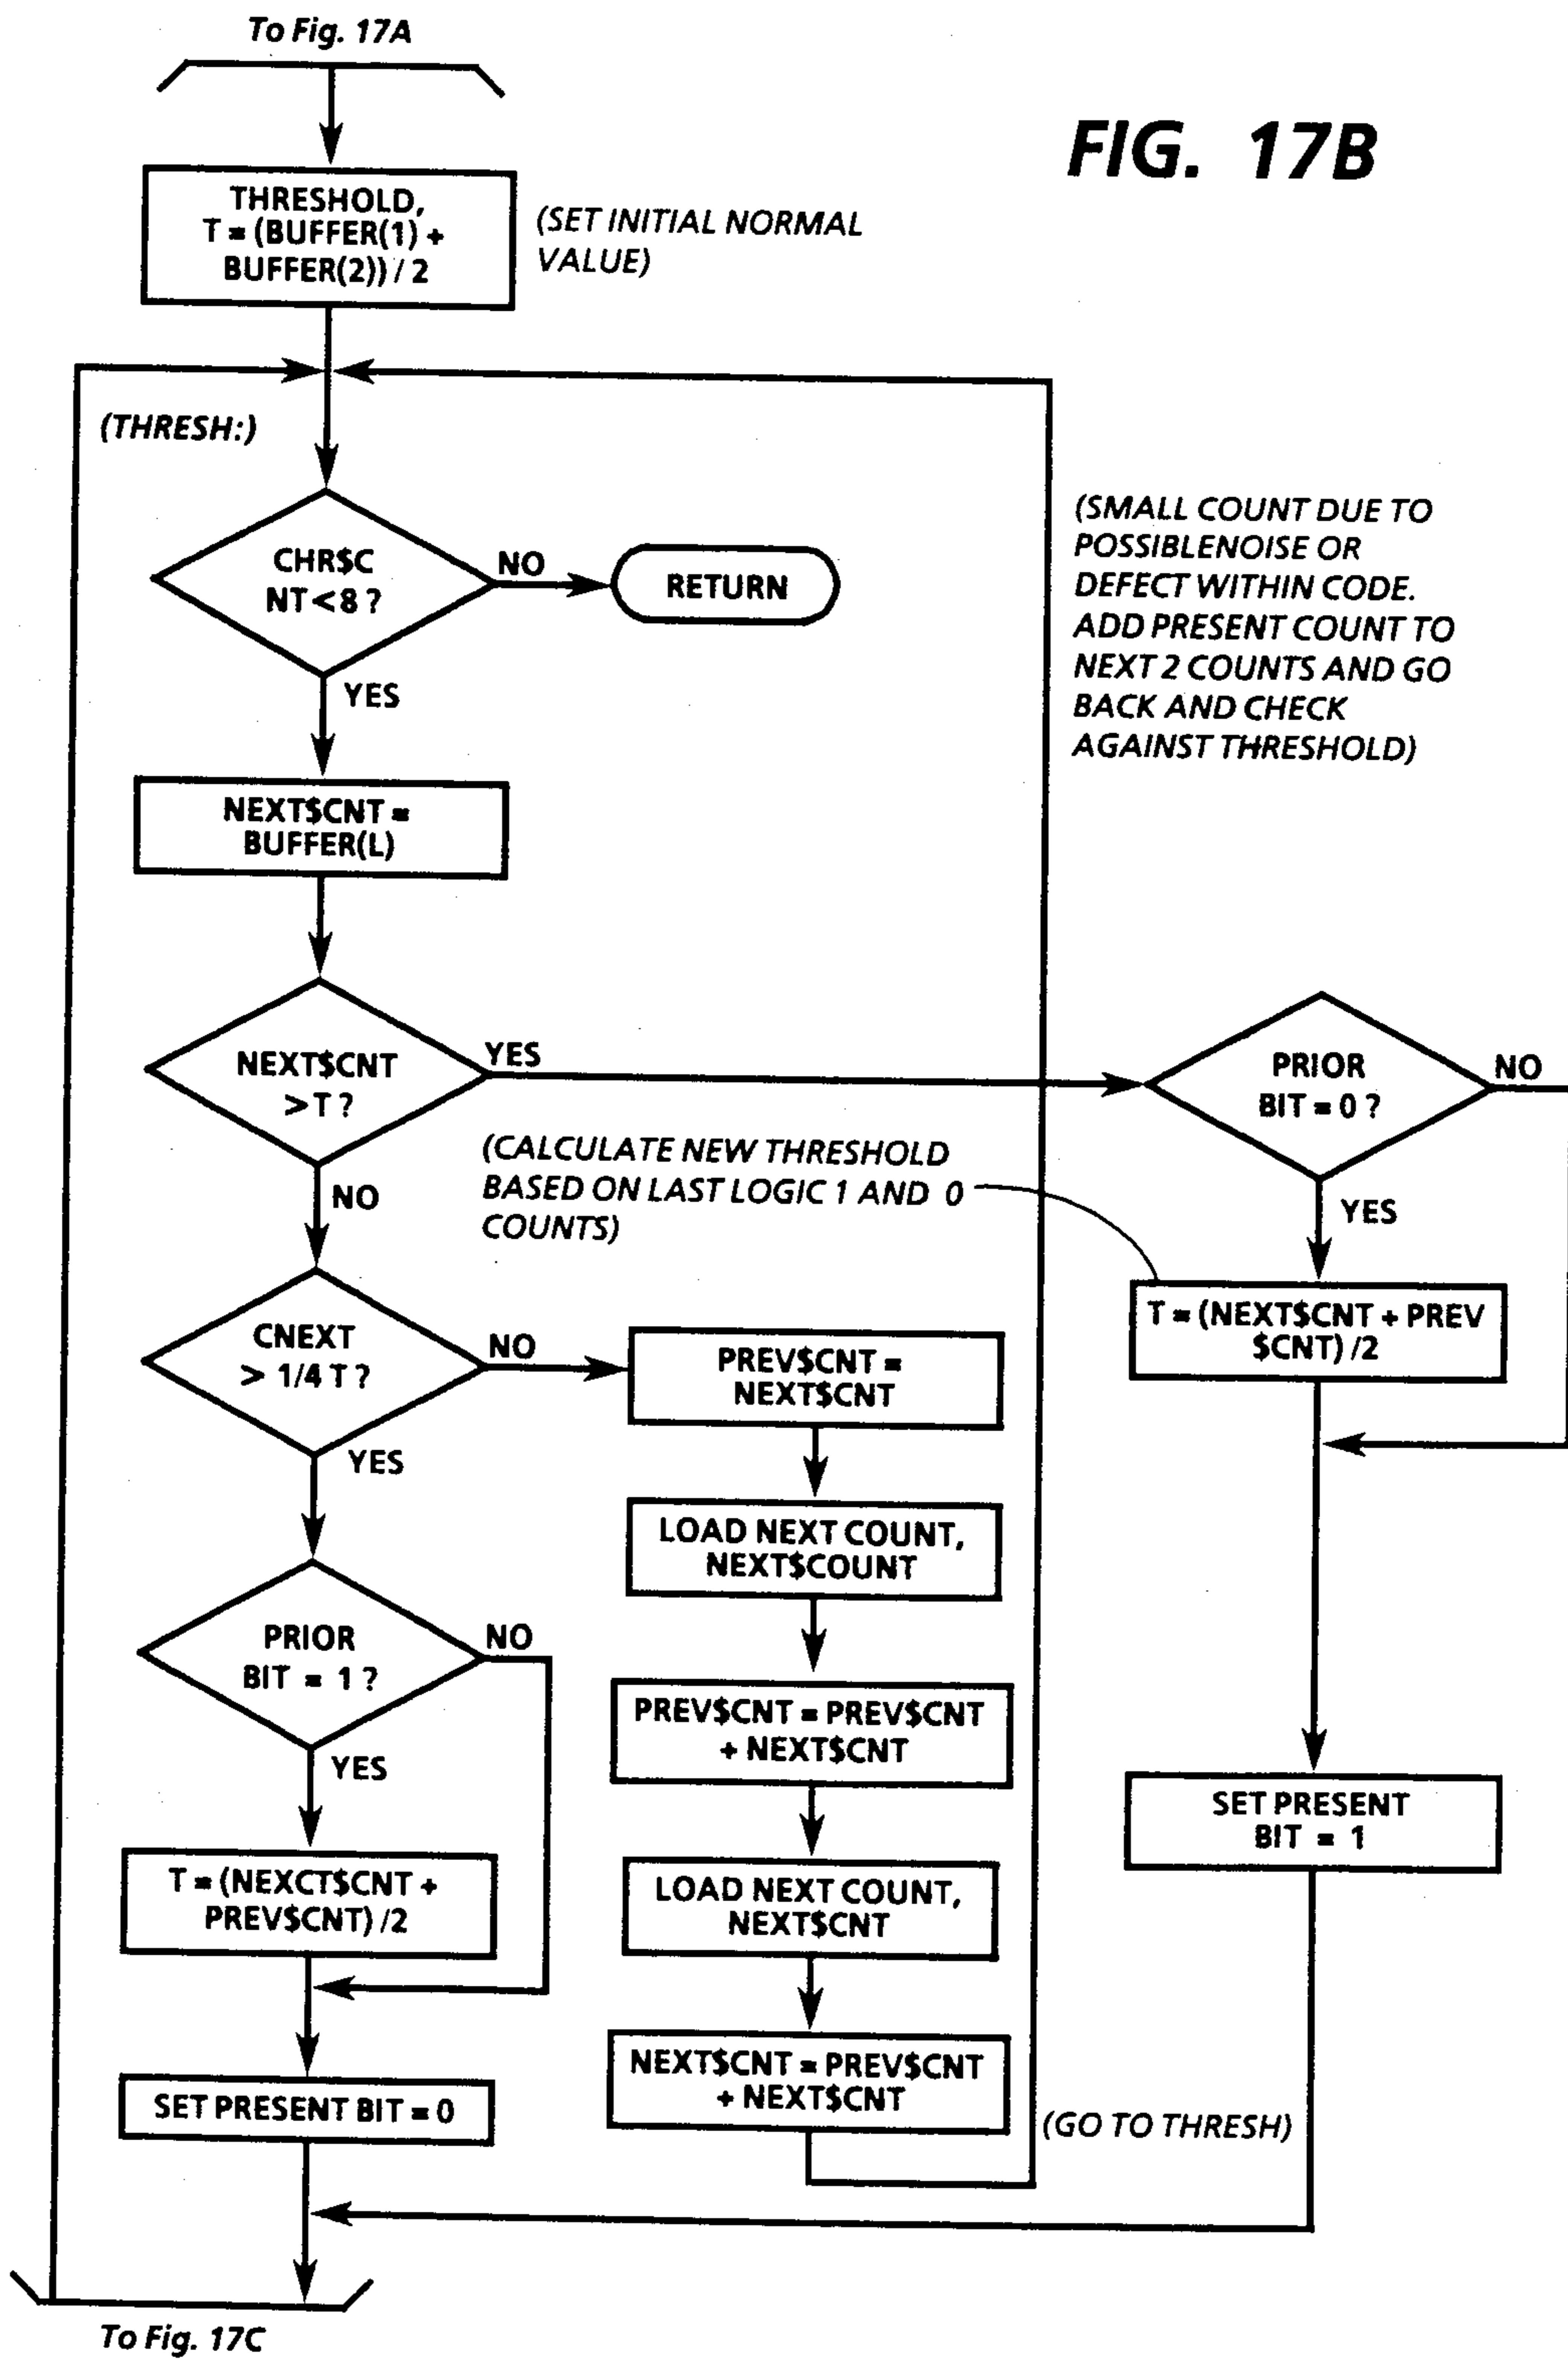 To Fig. 17A
FIG. 17B
THRESHOLD,
T = (BUFFER(1) +
BUFFER(2)) / 2
(SET INITIAL NORMAL
VALUE)
(THRESH:)
CHR$C
NT<8?
NO
RETURN
YES
(SMALL COUNT DUE TO
POSSIBLENOISE OR
DEFECT WITHIN CODE.
ADD PRESENT COUNT TO
NEXT 2 COUNTS AND GO
BACK AND CHECK
AGAINST THRESHOLD)
NEXT$CNT =
BUFFER(L)
NEXT$CNT
>T?
YES
NO
PRIOR
BIT = 0?
NO
YES
(CALCULATE NEW THRESHOLD
BASED ON LAST LOGIC 1 AND 0
COUNTS)
T = (NEXT$CNT + PREV
$CNT) /2
CNEXT
> 1/4 T?
NO
YES
PREV$CNT =
NEXT$CNT
LOAD NEXT COUNT,
NEXT$COUNT
PRIOR
BIT = 1?
NO
YES
PREV$CNT = PREV$CNT
+ NEXT$CNT
SET PRESENT
BIT = 1
T = (NEXCT$CNT +
PREV$CNT) /2
LOAD NEXT COUNT,
NEXT$CNT
SET PRESENT BIT = 0
NEXT$CNT = PREV$CNT
+ NEXT$CNT
(GO TO THRESH)
To Fig. 17C